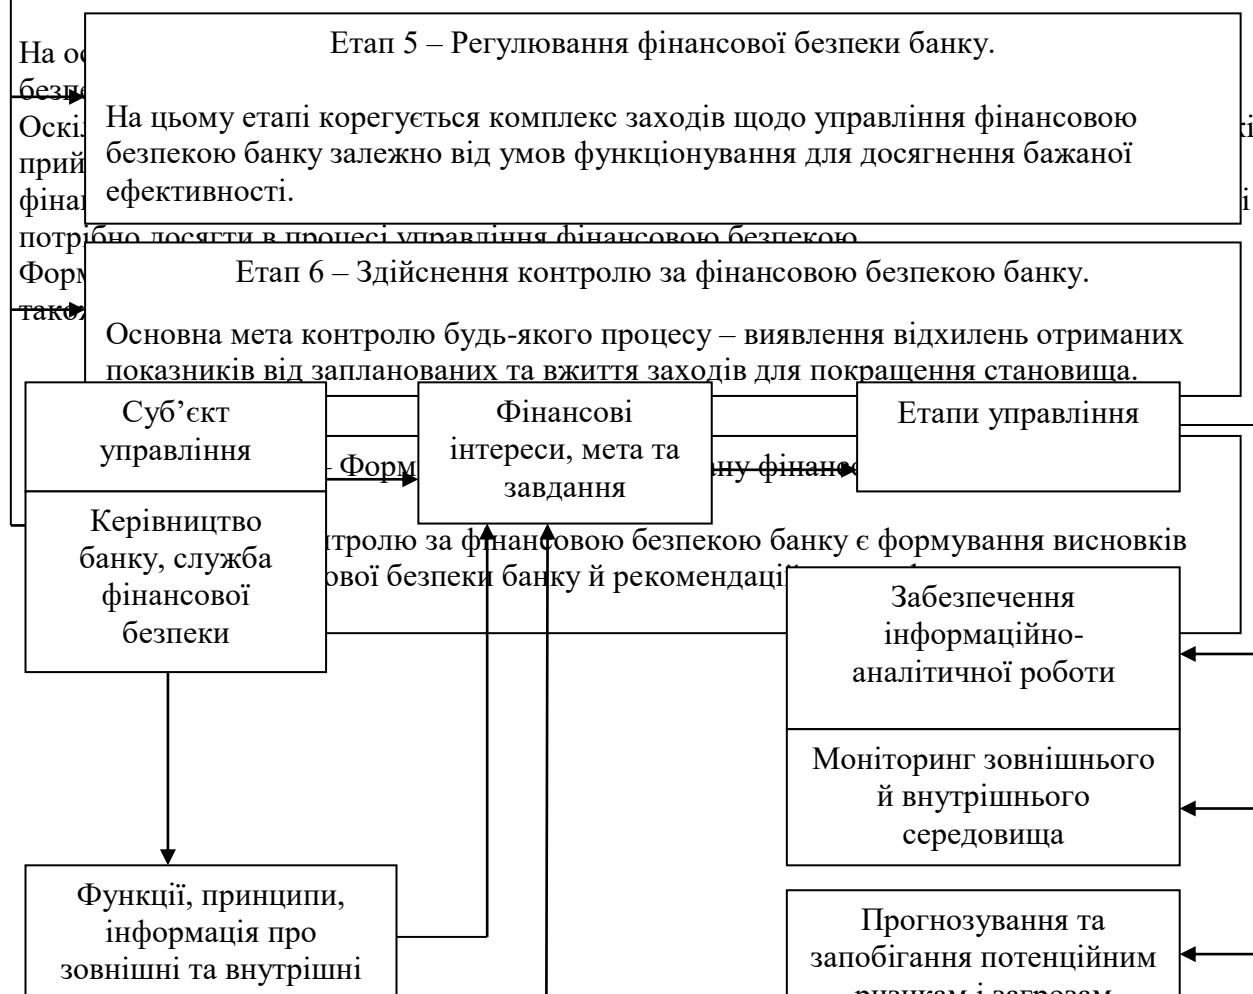 Етап 5 – Регулювання фінансової безпеки банку.
На
На цьому етапі корегується комплекс заходів щодо управління фінансовою
безпекою банку залежно від умов функціонування для досягнення бажаної
ефективності.
потрібно досягти в процесі управління фінансовою безпекою
Етап 6 – Здійснення контролю за фінансовою безпекою банку.
Основна мета контролю будь-якого процесу – виявлення відхилень отриманих
показників від запланованих та вжиття заходів для покращення становища.
Суб’єкт
управління
Фінансові
інтереси, мета та
завдання
Етапи управління
Керівництво
банку, служба
фінансової
безпеки
за фінансовою безпекою банку є формування висновків
безпеки банку й рекомендацій
Забезпечення
інформаційно-
аналітичної роботи
Моніторинг зовнішнього
й внутрішнього
середовища
Функції, принципи,
інформація про
зовнішні та внутрішні
Прогнозування та
запобігання потенційним
ризикам і загрозам